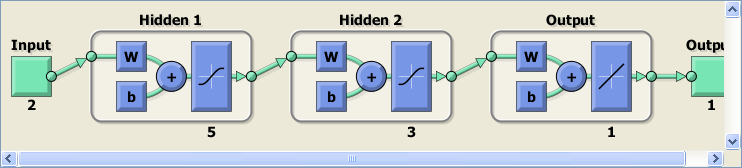 Hidden 1 Hidden 2 Output
Input Outpu
W + W + W +
b b b
2 5 3 1 1